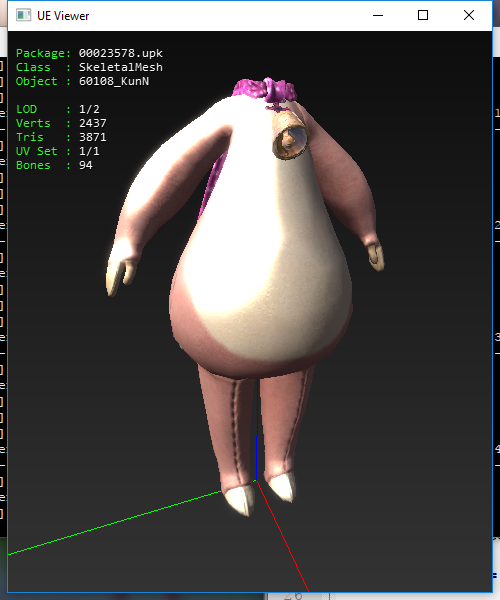 UE Viewer
Package: 00023578.upk
Class  : SkeletalMesh
Object : 60108_KunN
LOD    : 1/2
Verts  : 2437
Tris   : 3871
UV Set : 1/1
Bones  : 94